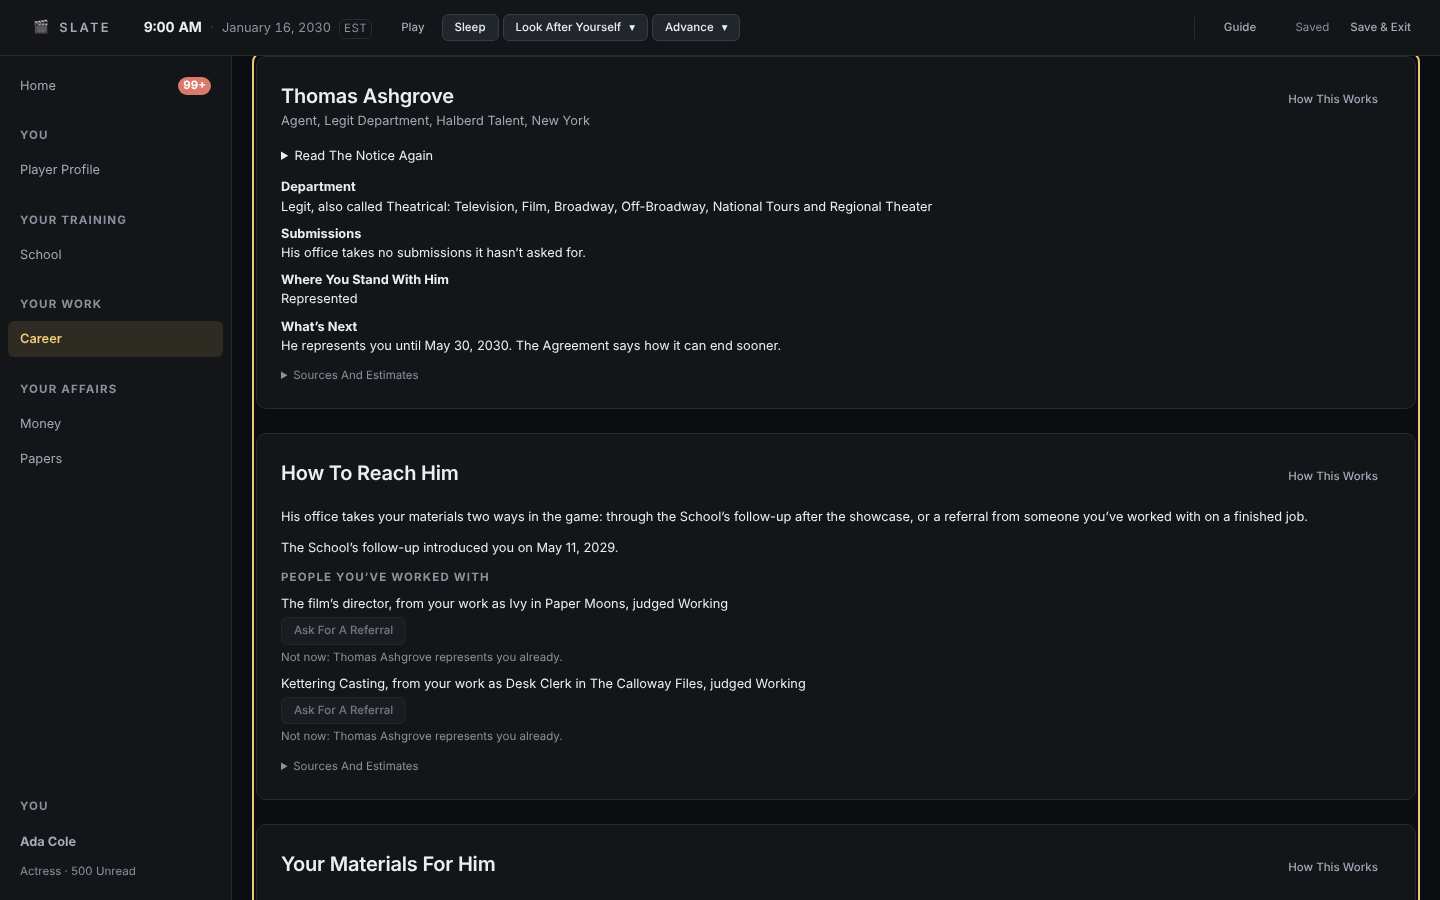 SLATE
9:00 AM · January 16, 2030 EST
Play
Sleep
Look After Yourself ▾
Advance ▾
Guide
Saved
Save & Exit
Home
99+
YOU
Player Profile
YOUR TRAINING
School
YOUR WORK
Career
YOUR AFFAIRS
Money
Papers
YOU
Ada Cole
Actress · 500 Unread
Thomas Ashgrove
How This Works
Agent, Legit Department, Halberd Talent, New York
▶ Read The Notice Again
Department
Legit, also called Theatrical: Television, Film, Broadway, Off-Broadway, National Tours and Regional Theater
Submissions
His office takes no submissions it hasn’t asked for.
Where You Stand With Him
Represented
What’s Next
He represents you until May 30, 2030. The Agreement says how it can end sooner.
▶ Sources And Estimates
How To Reach Him
How This Works
His office takes your materials two ways in the game: through the School’s follow-up after the showcase, or a referral from someone you’ve worked with on a finished job.
The School’s follow-up introduced you on May 11, 2029.
PEOPLE YOU’VE WORKED WITH
The film’s director, from your work as Ivy in Paper Moons, judged Working
Ask For A Referral
Not now: Thomas Ashgrove represents you already.
Kettering Casting, from your work as Desk Clerk in The Calloway Files, judged Working
Ask For A Referral
Not now: Thomas Ashgrove represents you already.
▶ Sources And Estimates
Your Materials For Him
How This Works